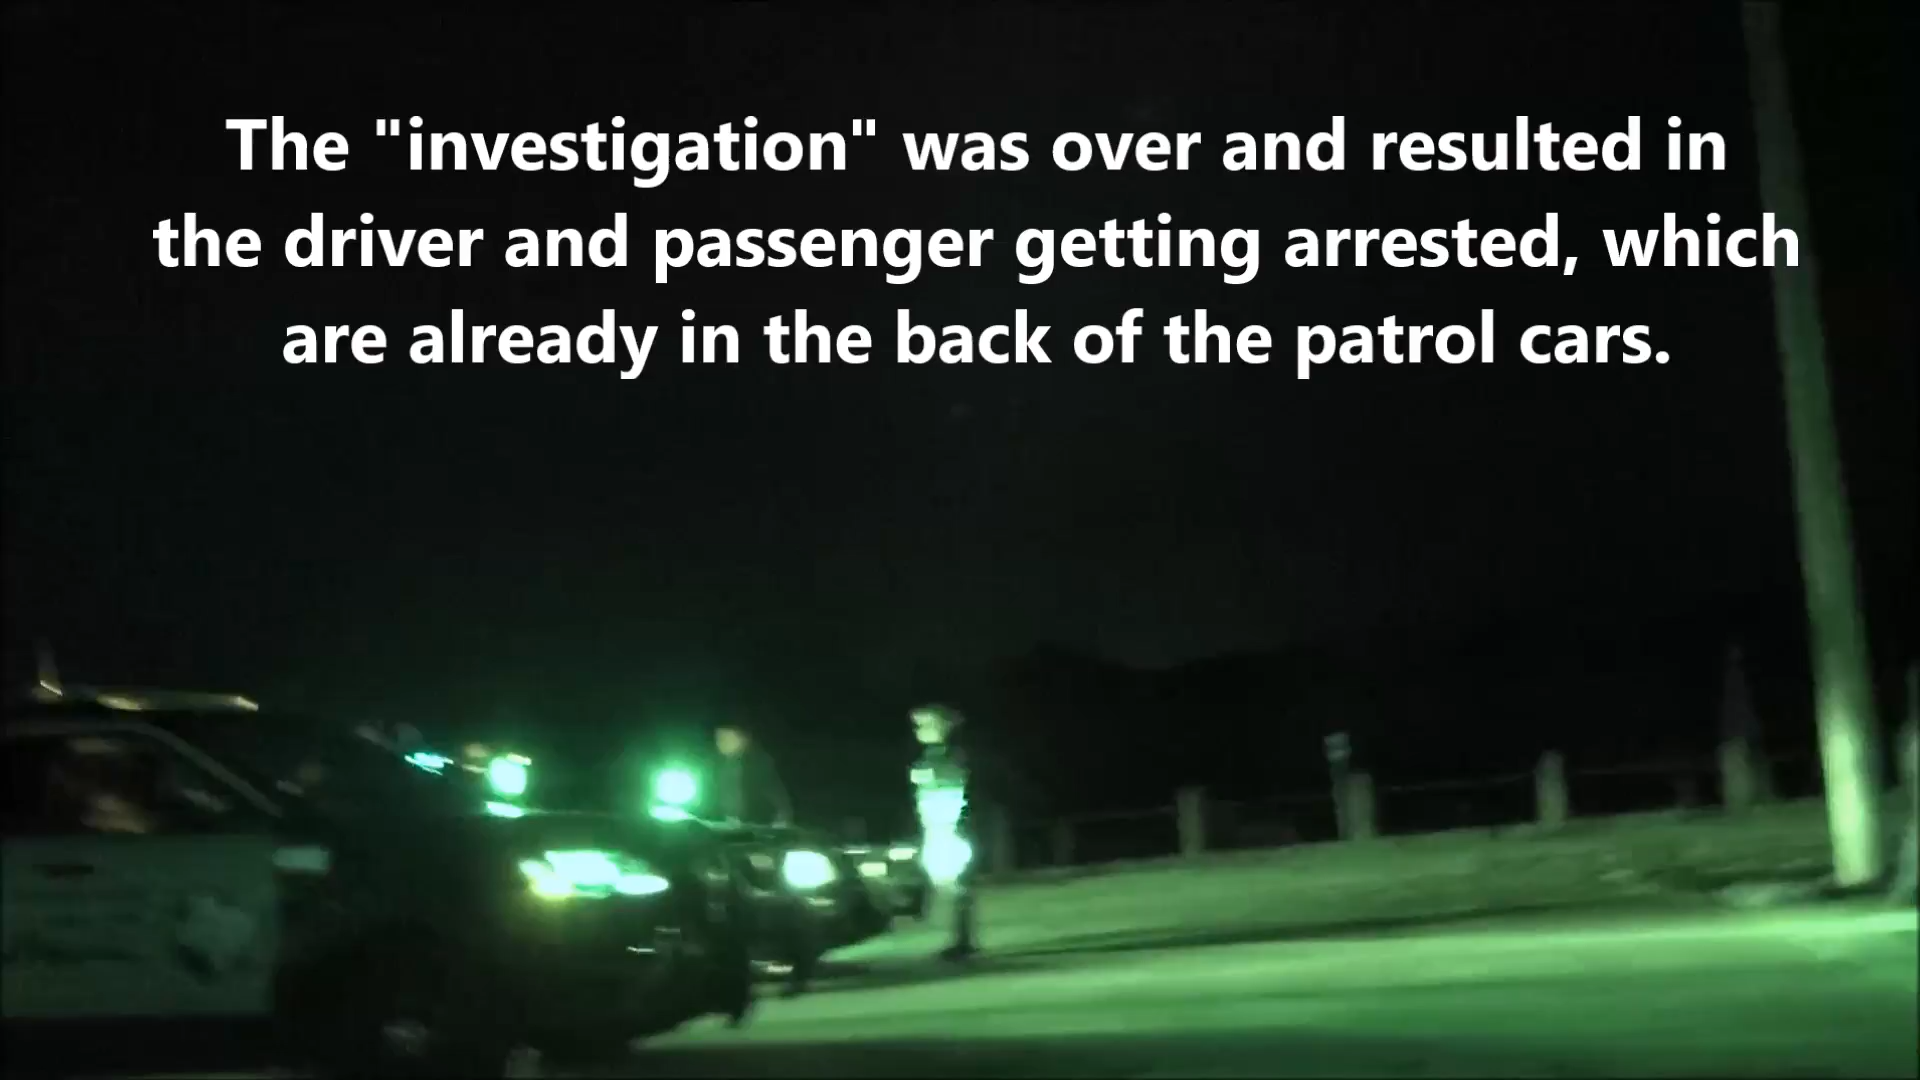 The "investigation" was over and resulted in
the driver and passenger getting arrested, which
are already in the back of the patrol cars.